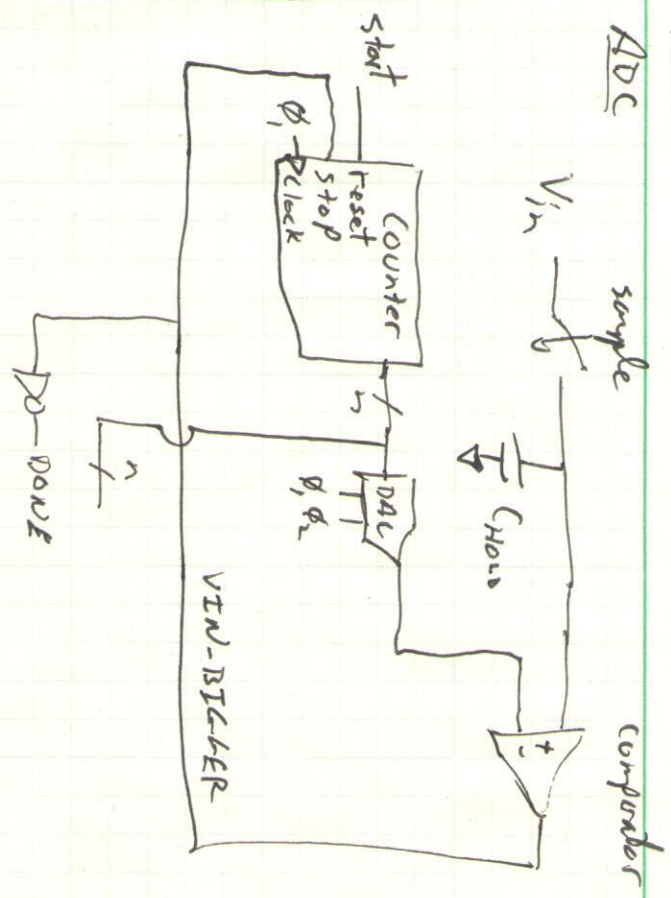 ADC
start
Vin
sample
Comparator
Counter
reset
stop
Clock
ϕ1
n
CHOLD
DAC
ϕ1 ϕ2
+
-
VIN-BIGGER
n
DONE